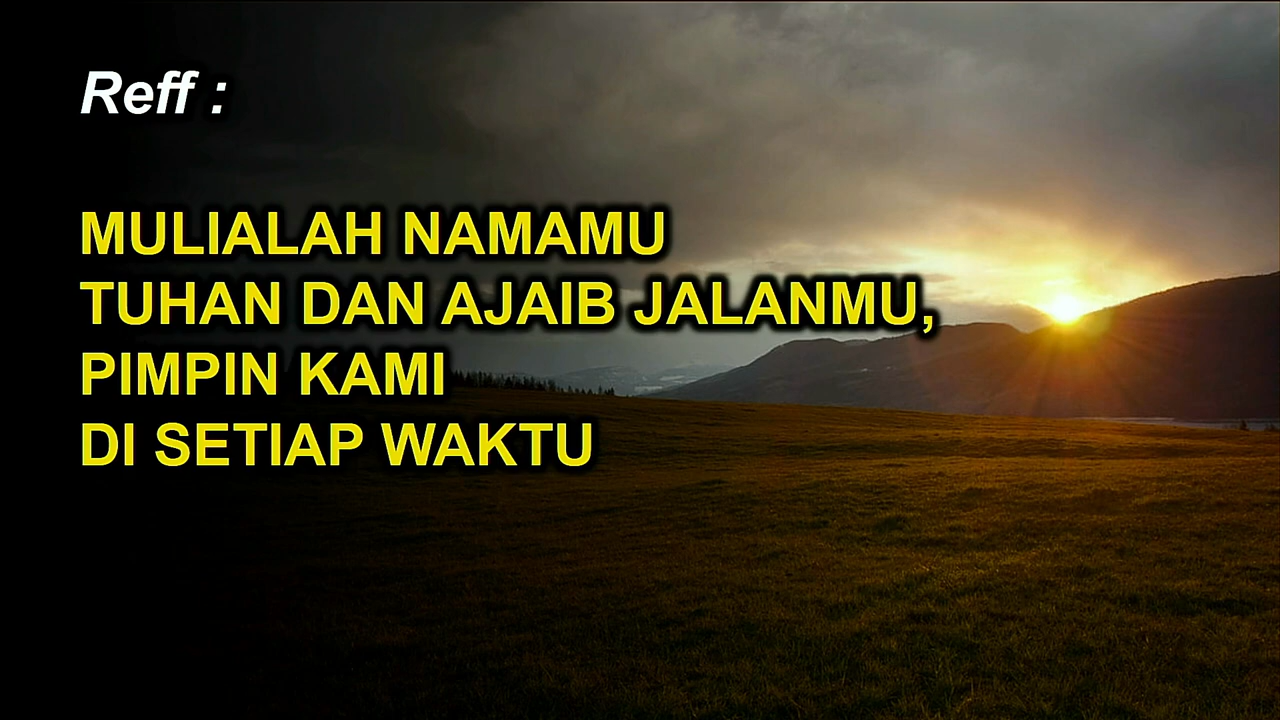 Reff :
MULIALAH NAMAMU
TUHAN DAN AJAIB JALANMU,
PIMPIN KAMI
DI SETIAP WAKTU